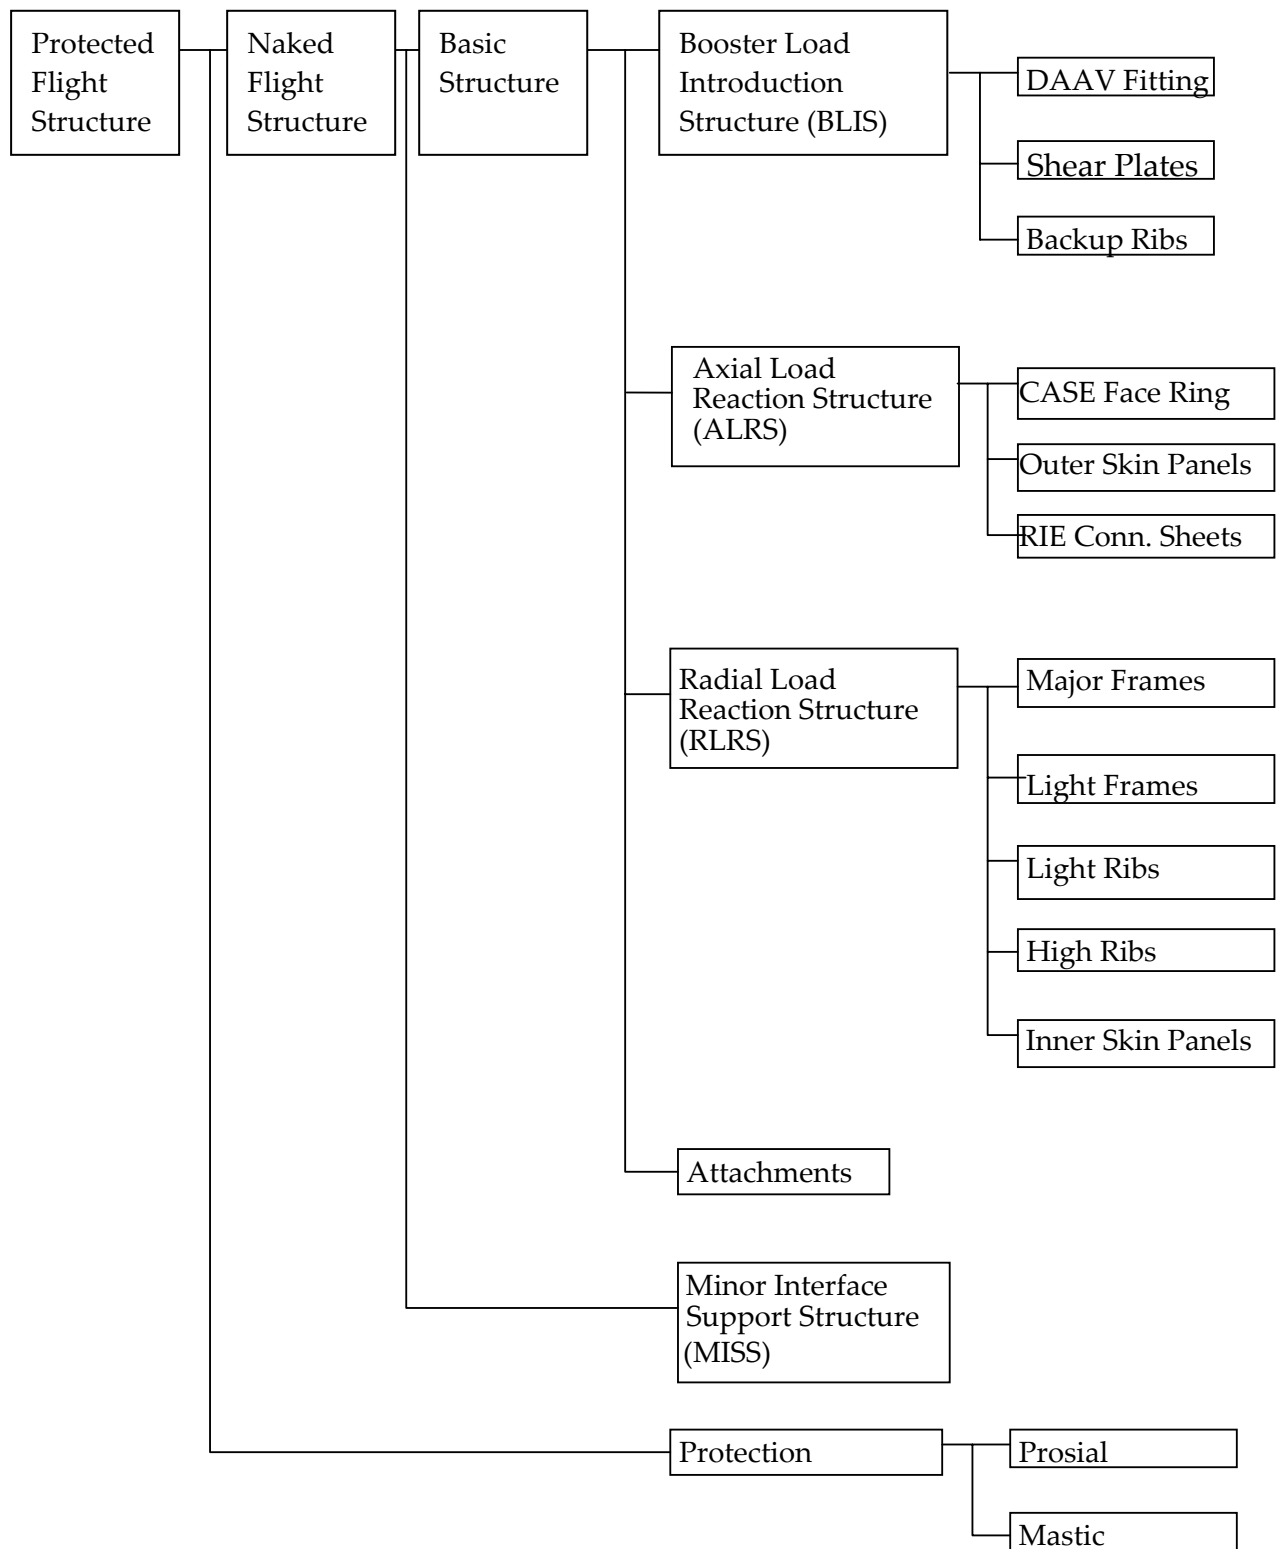 Protected
Flight
Structure
Naked
Flight
Structure
Basic
Structure
Booster Load
Introduction
Structure (BLIS)
DAAV Fitting
Shear Plates
Backup Ribs
Axial Load
Reaction Structure
(ALRS)
CASE Face Ring
Outer Skin Panels
RIE Conn. Sheets
Radial Load
Reaction Structure
(RLRS)
Major Frames
Light Frames
Light Ribs
High Ribs
Inner Skin Panels
Attachments
Minor Interface
Support Structure
(MISS)
Protection
Prosial
Mastic